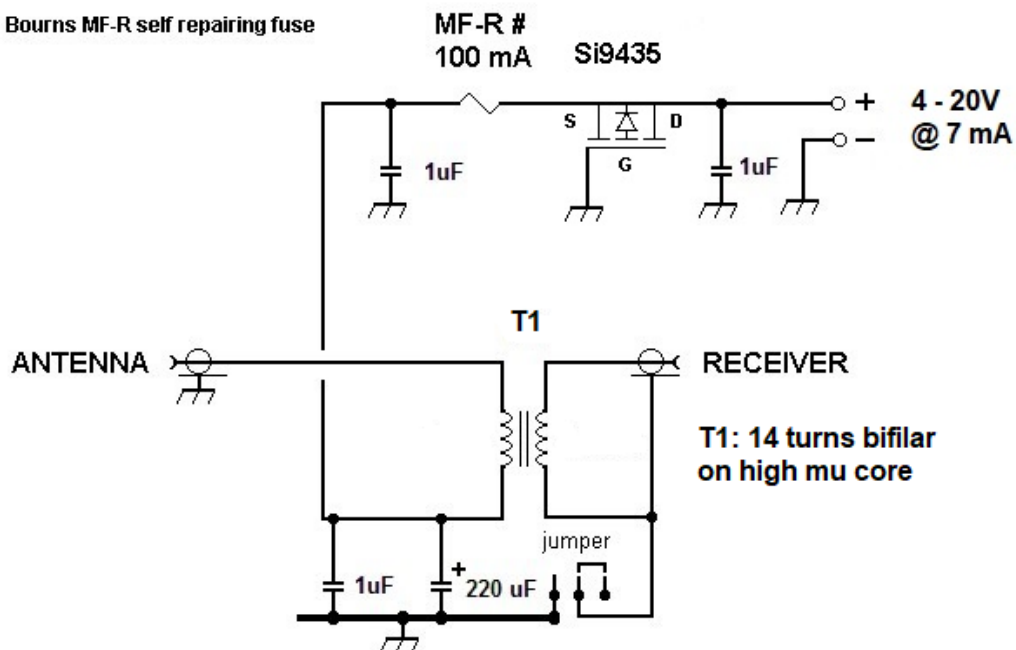 Bourns MF-R self repairing fuse
MF-R #
100 mA
Si9435
S
D
G
+
4 - 20V
−
@ 7 mA
1uF
1uF
T1
ANTENNA
RECEIVER
T1: 14 turns bifilar
on high mu core
jumper
1uF
+
220 uF